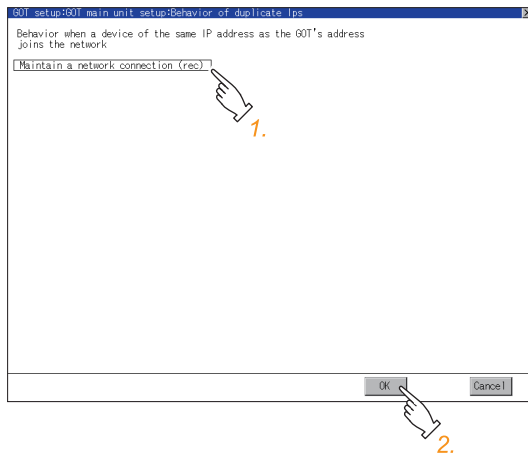 GOT setup:GOT main unit setup:Behavior of duplicate Ips
Behavior when a device of the same IP address as the GOT's address
joins the network
Maintain a network connection (rec)
1.
OK
Cancel
2.